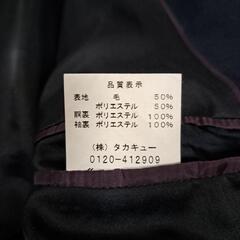 品質表示
表地 毛 50%
ポリエステル 50%
胴裏 ポリエステル 100%
袖裏 ポリエステル 100%
(株) タカキュー
0120-412909